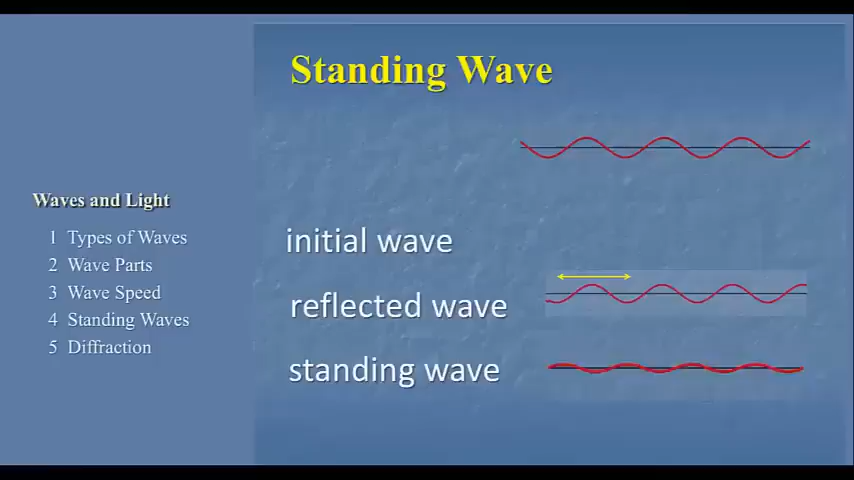 Standing Wave
Waves and Light
1 Types of Waves
2 Wave Parts
3 Wave Speed
4 Standing Waves
5 Diffraction
initial wave
reflected wave
standing wave